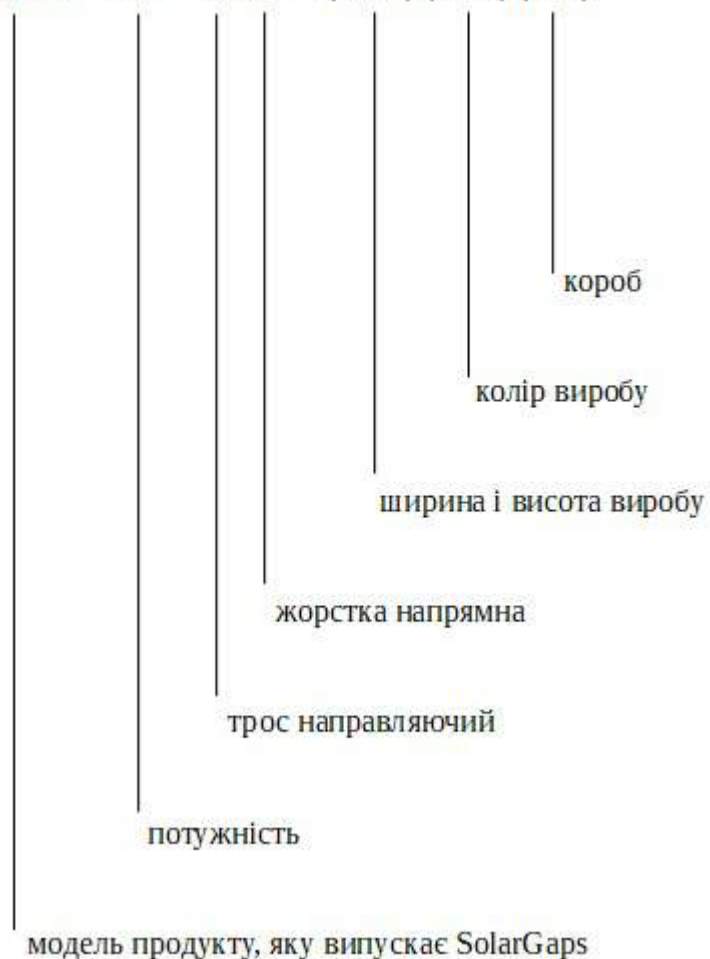 короб
колір виробу
ширина і висота виробу
жорстка напрямна
трос направляючий
потужність
модель продукту, яку випускає SolarGaps